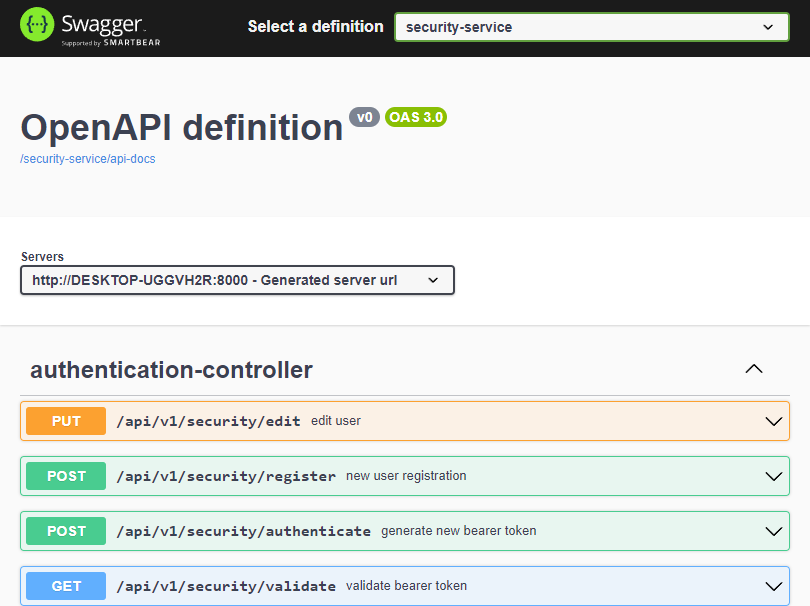 {···} Swagger.
Supported by SMARTBEAR
Select a definition
security-service
OpenAPI definition v0 OAS 3.0
/security-service/api-docs
Servers
http://DESKTOP-UGGVH2R:8000 - Generated server url
authentication-controller
PUT /api/v1/security/edit edit user
POST /api/v1/security/register new user registration
POST /api/v1/security/authenticate generate new bearer token
GET /api/v1/security/validate validate bearer token